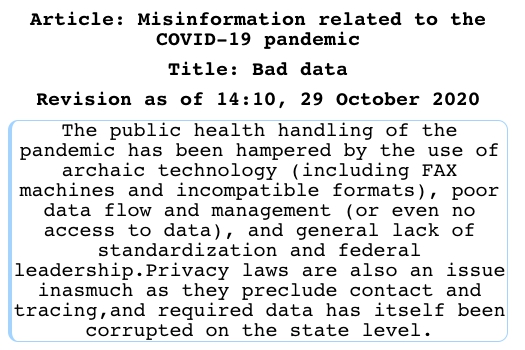 Article: Misinformation related to the
COVID-19 pandemic
Title: Bad data
Revision as of 14:10, 29 October 2020
The public health handling of the
pandemic has been hampered by the use of
archaic technology (including FAX
machines and incompatible formats), poor
data flow and management (or even no
access to data), and general lack of
standardization and federal
leadership.Privacy laws are also an issue
inasmuch as they preclude contact and
tracing,and required data has itself been
corrupted on the state level.